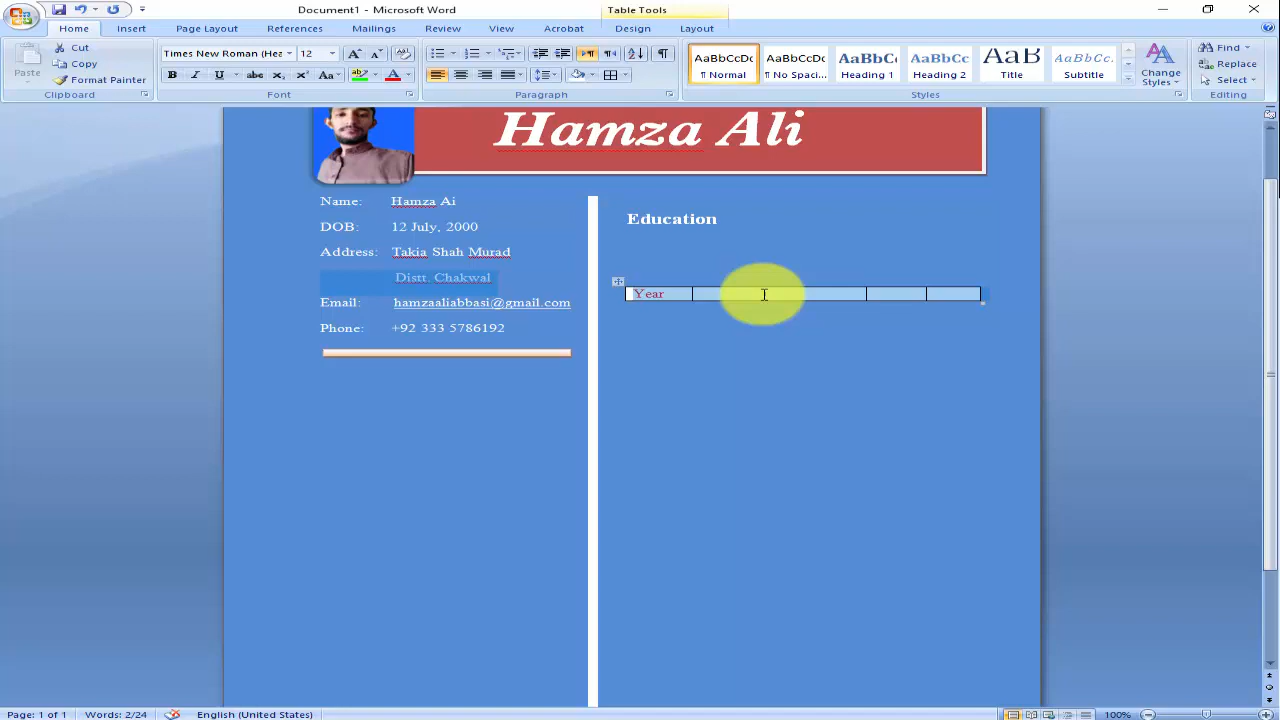 Document1 - Microsoft Word
Table Tools
Home Insert Page Layout References Mailings Review View Acrobat Design Layout
Paste
Cut
Copy
Format Painter
Clipboard
Times New Roman (Hea 12
Font
Paragraph
AaBbCcDc AaBbCcDc AaBbCc AaBbCc AaB AaBbCc.
¶ Normal ¶ No Spaci... Heading 1 Heading 2 Title Subtitle
Change Styles
Styles
Find
Replace
Select
Editing
Hamza Ali
Name: Hamza Ai
DOB: 12 July, 2000
Address: Takia Shah Murad
Distt. Chakwal
Email: hamzaaliabbasi@gmail.com
Phone: +92 333 5786192
Education
Year
Page: 1 of 1 Words: 2/24 English (United States) 100%